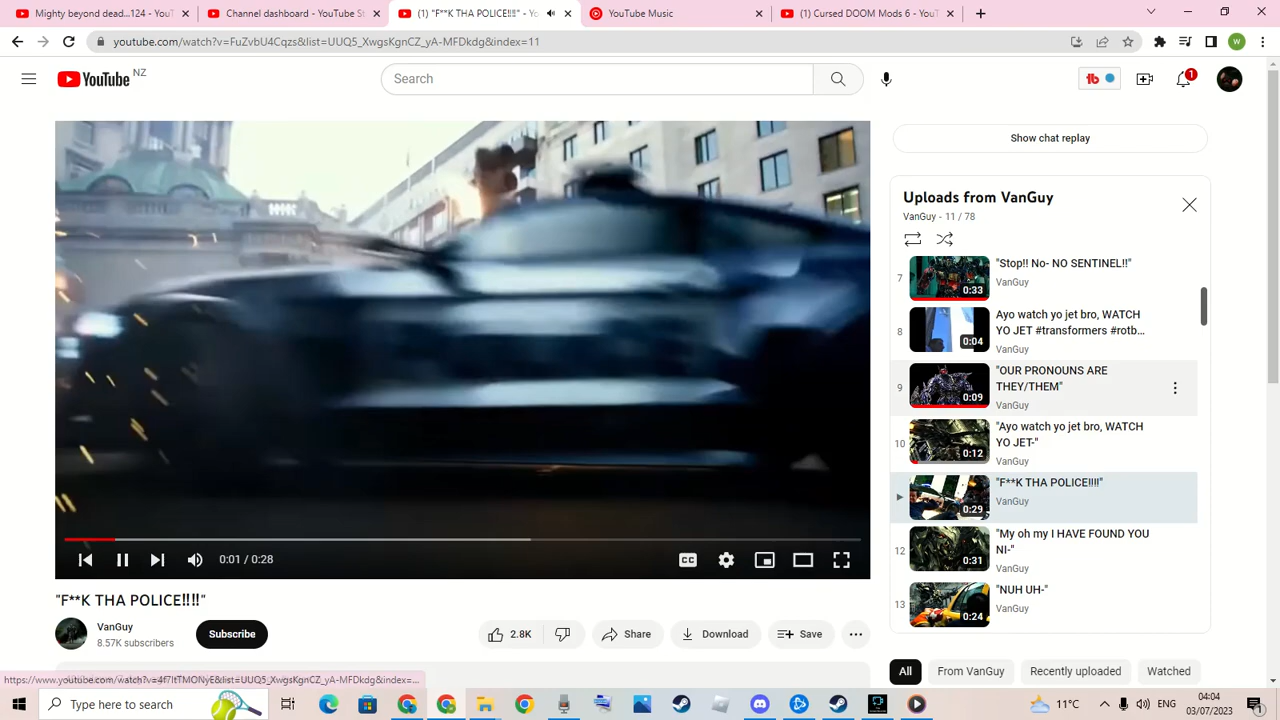 Mighty beyond dead...124 - YouT
Channel dashboard - YouTube St
(1) "F**K THA POLICE‼‼" - Yo
YouTube Music
(1) Cursed DOOM Mods 6 - YouT
youtube.com/watch?v=FuZvbU4Cqzs&list=UUQ5_XwgsKgnCZ_yA-MFDkdg&index=11
W
YouTube NZ
Search
1
Show chat replay
Uploads from VanGuy
VanGuy - 11 / 78
7
"Stop!! No- NO SENTINEL!!"
VanGuy
0:33
8
Ayo watch yo jet bro, WATCH
YO JET #transformers #rotb...
VanGuy
0:04
9
"OUR PRONOUNS ARE
THEY/THEM"
VanGuy
0:09
10
"Ayo watch yo jet bro, WATCH
YO JET-"
VanGuy
0:12
"F**K THA POLICE‼‼"
VanGuy
0:29
12
"My oh my I HAVE FOUND YOU
NI-"
VanGuy
0:31
13
"NUH UH-"
VanGuy
0:24
0:01 / 0:28
CC
"F**K THA POLICE‼‼"
VanGuy
8.57K subscribers
Subscribe
2.8K
Share
Download
Save
All
From VanGuy
Recently uploaded
Watched
https://www.youtube.com/watch?v=4f7ItTMONyE&list=UUQ5_XwgsKgnCZ_yA-MFDkdg&index=...
Type here to search
11°C
ENG
04:04
03/07/2023
1